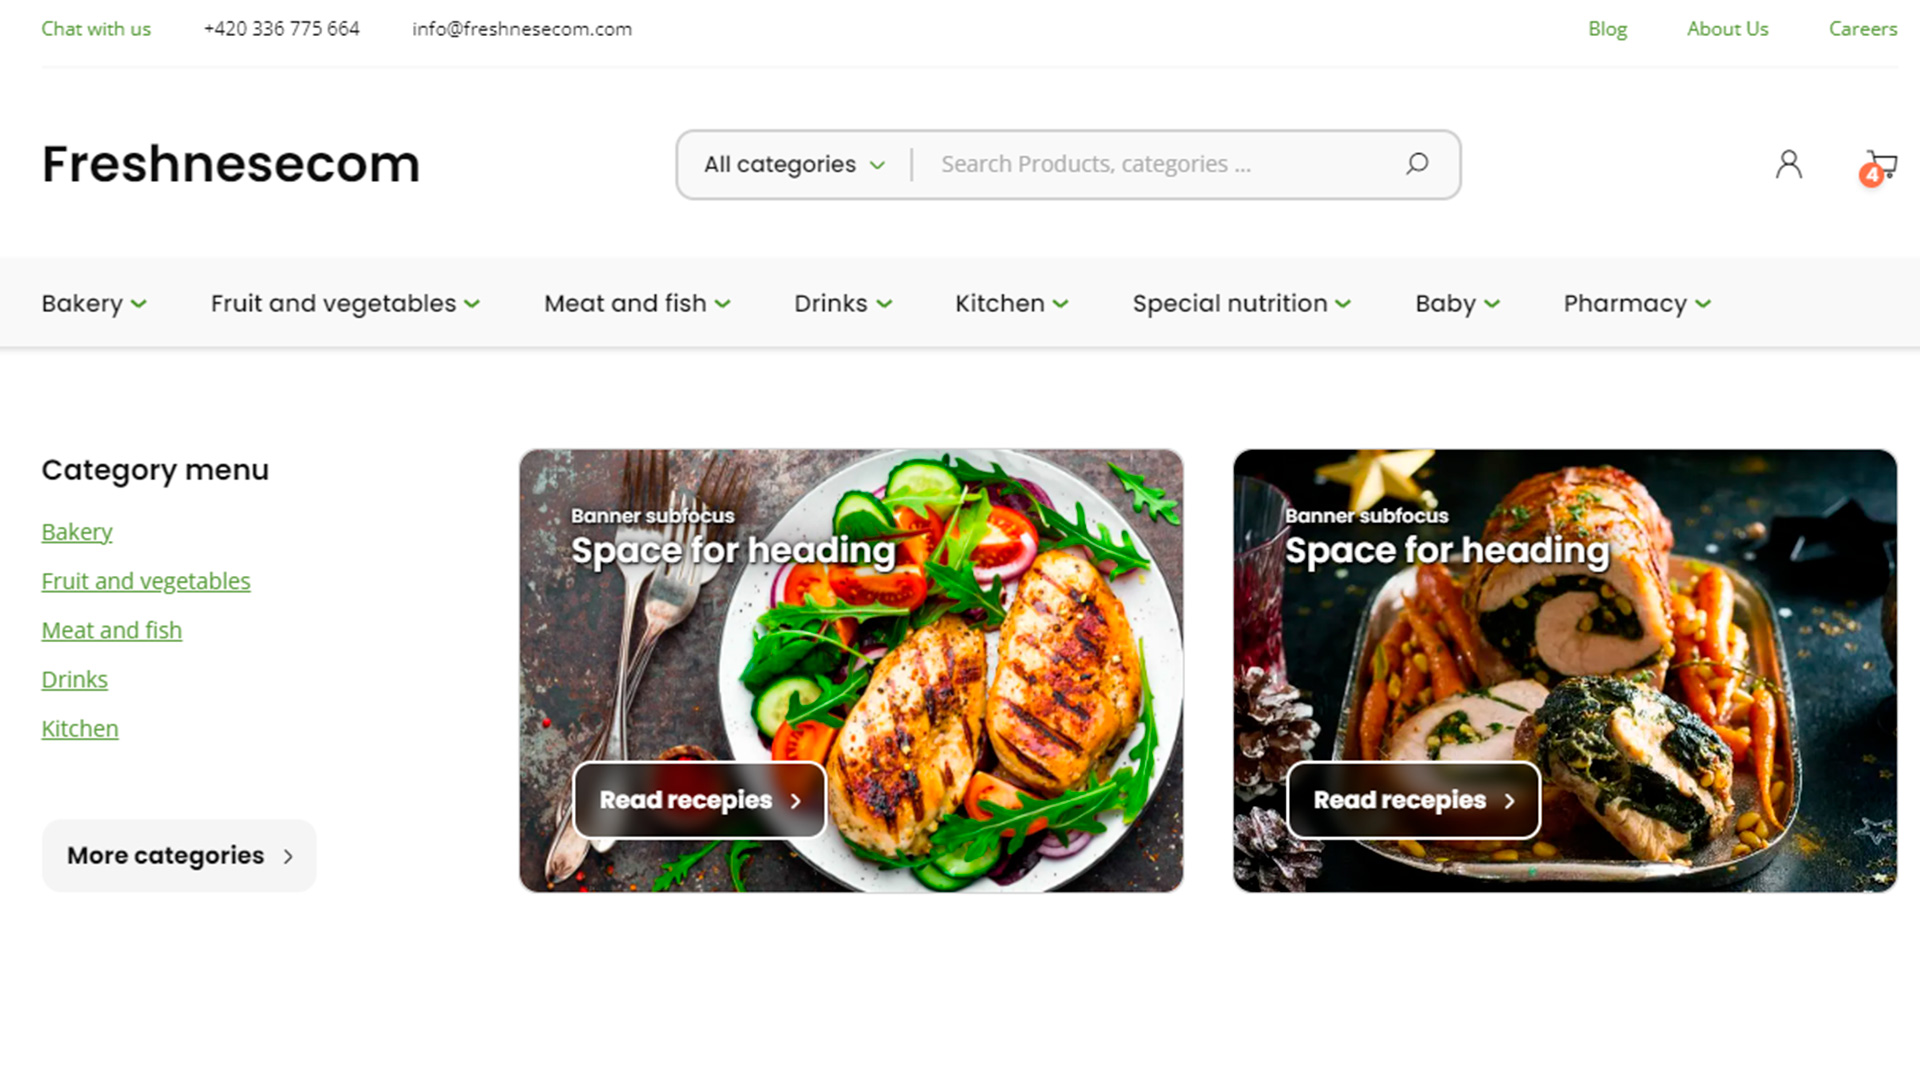 Chat with us +420 336 775 664 info@freshnesecom.com Blog About Us Careers
Freshnesecom
All categories Search Products, categories ...
4
Bakery Fruit and vegetables Meat and fish Drinks Kitchen Special nutrition Baby Pharmacy
Category menu
Bakery
Fruit and vegetables
Meat and fish
Drinks
Kitchen
More categories
Banner subfocus
Space for heading
Read recepies
Banner subfocus
Space for heading
Read recepies